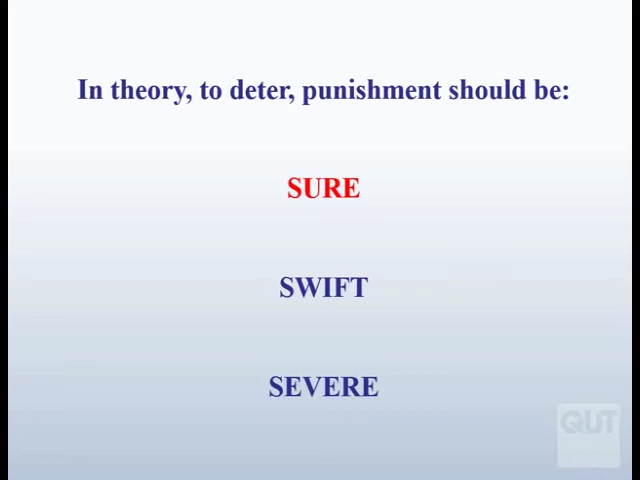 In theory, to deter, punishment should be:
SURE
SWIFT
SEVERE
QUT